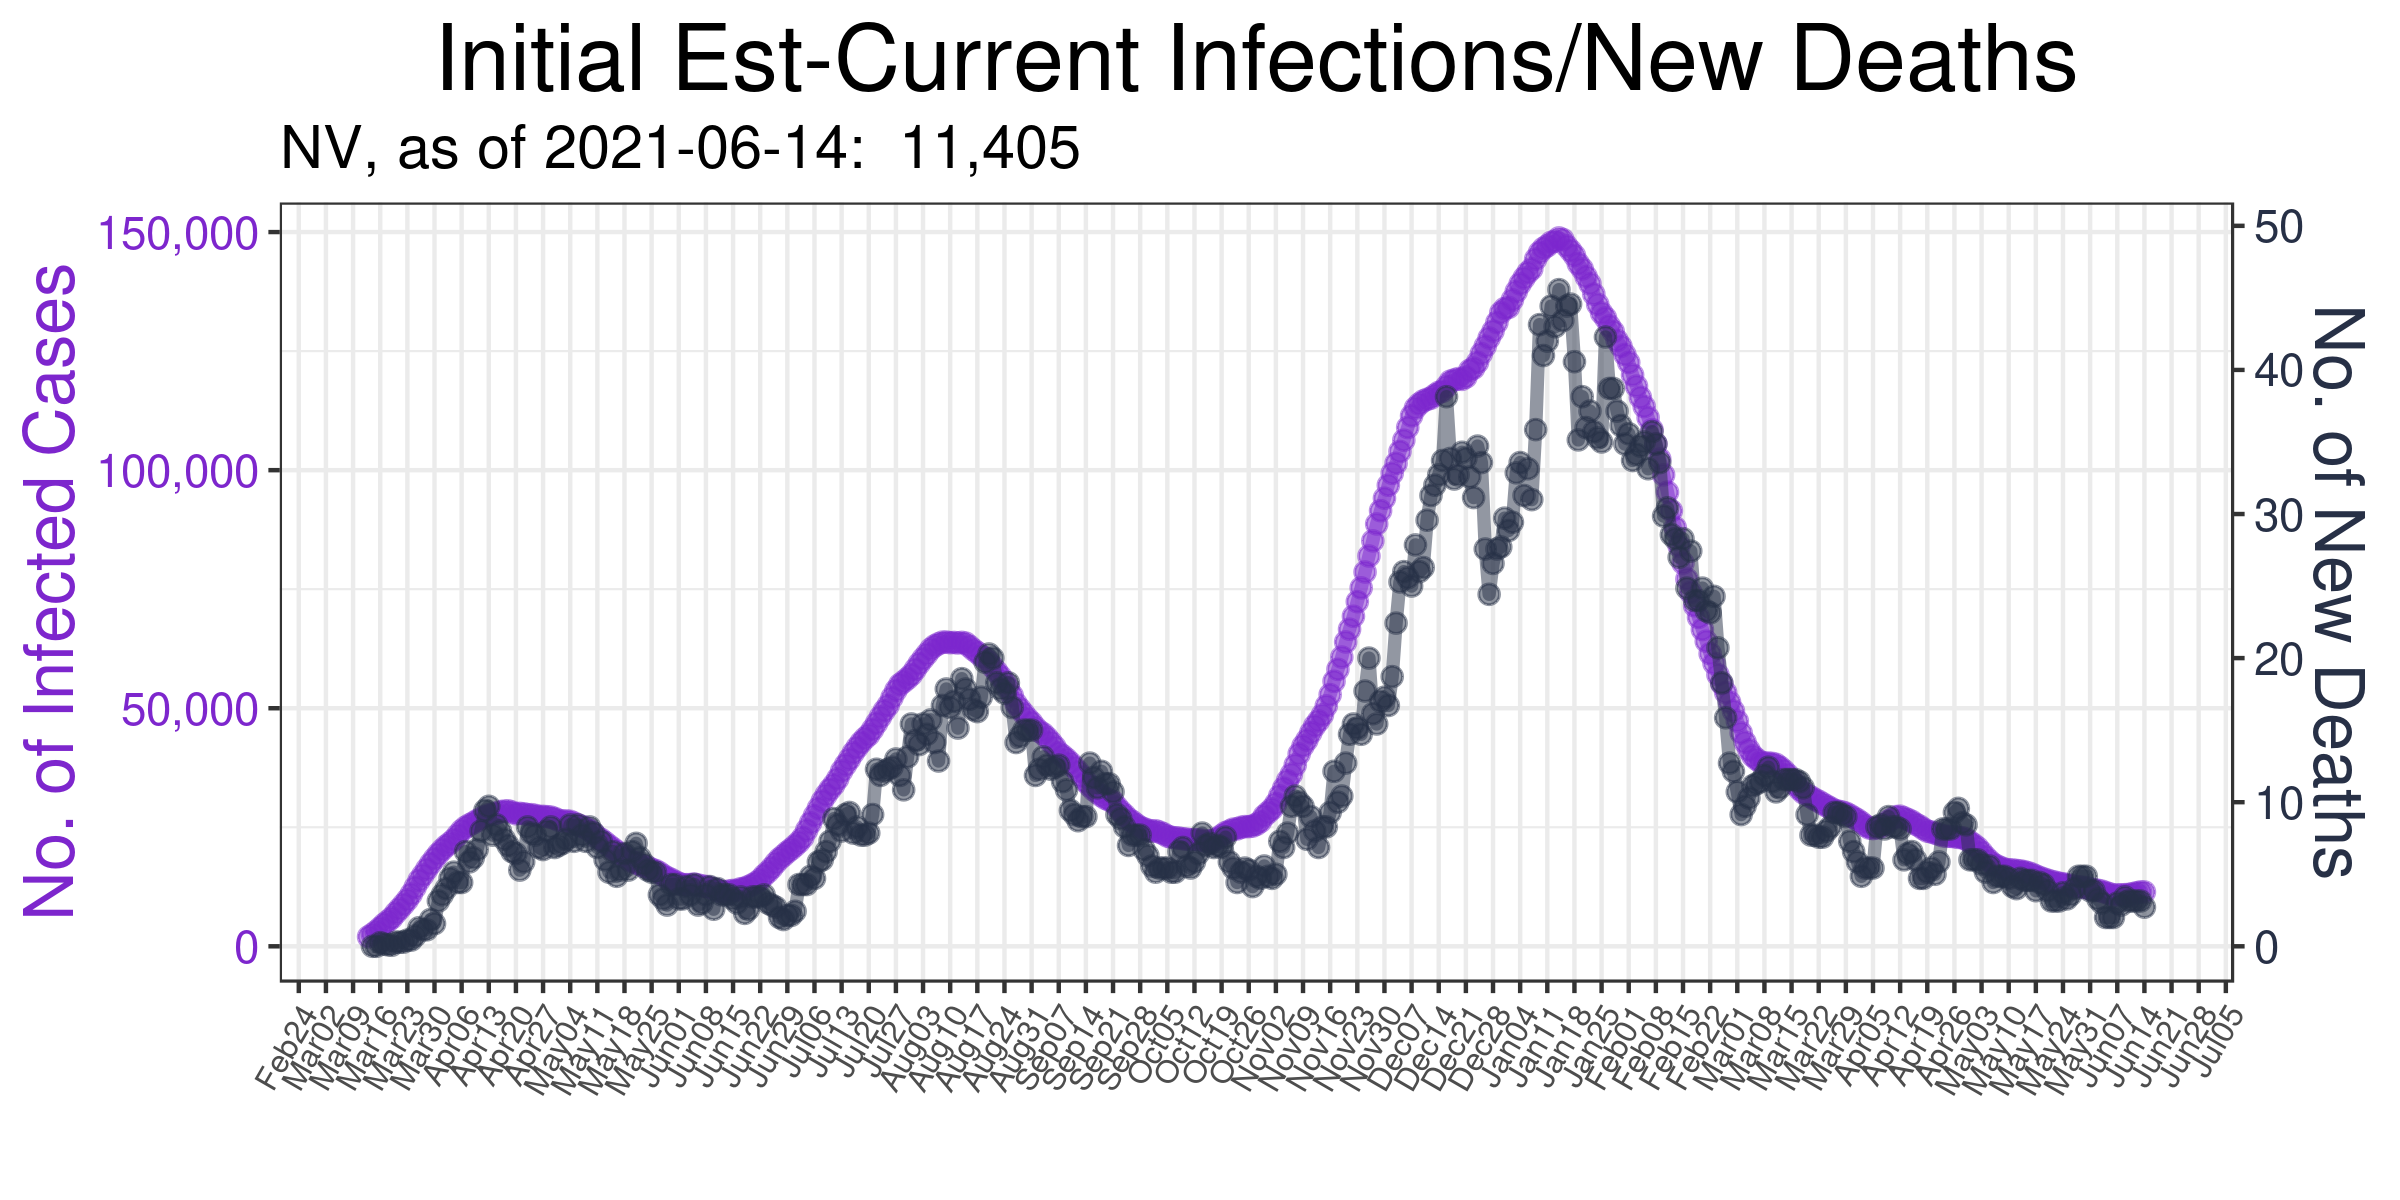 Initial Est-Current Infections/New Deaths
NV, as of 2021-06-14:  11,405
No. of Infected Cases
150,000
100,000
50,000
0
50
40
30
20
10
0
No. of New Deaths
Feb24
Mar02
Mar09
Mar16
Mar23
Mar30
Apr06
Apr13
Apr20
Apr27
May04
May11
May18
May25
Jun01
Jun08
Jun15
Jun22
Jun29
Jul06
Jul13
Jul20
Jul27
Aug03
Aug10
Aug17
Aug24
Aug31
Sep07
Sep14
Sep21
Sep28
Oct05
Oct12
Oct19
Oct26
Nov02
Nov09
Nov16
Nov23
Nov30
Dec07
Dec14
Dec21
Dec28
Dec04
Jan11
Jan18
Jan25
Feb01
Feb08
Feb15
Feb22
Mar01
Mar08
Mar15
Mar22
Mar29
Apr05
Apr12
Apr19
Apr26
May03
May10
May17
May24
May31
May07
Jun14
Jun21
Jun28
Jul05